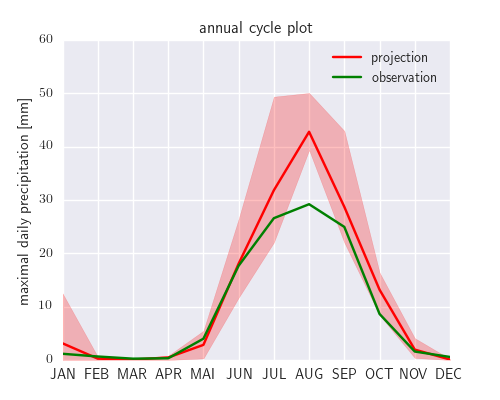 annual cycle plot
maximal daily precipitation [mm]
60
50
40
30
20
10
0
projection
observation
JAN FEB MAR APR MAI JUN JUL AUG SEP OCT NOV DEC